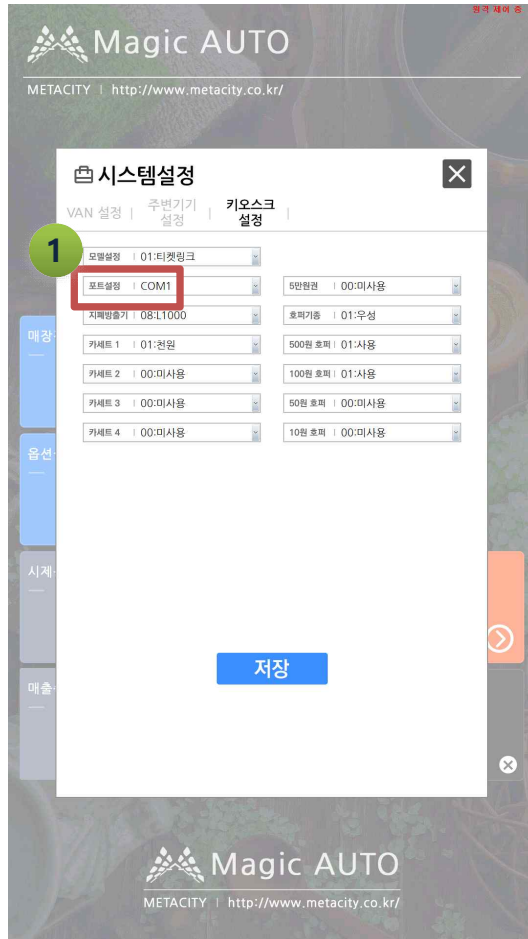 원격 제어 중
Magic AUTO
METACITY | http://www.metacity.co.kr/
시스템설정
VAN 설정 | 주변기기 설정 | 키오스크 설정 |
1
모델설정 | 01:티켓링크
포트설정 | COM1
5만원권 | 00:미사용
지폐방출기 | 08:L1000
호퍼기종 | 01:우성
카세트 1 | 01:천원
500원 호퍼 | 01:사용
카세트 2 | 00:미사용
100원 호퍼 | 01:사용
카세트 3 | 00:미사용
50원 호퍼 | 00:미사용
카세트 4 | 00:미사용
10원 호퍼 | 00:미사용
매장
옵션
시제
매출
저장
Magic AUTO
METACITY | http://www.metacity.co.kr/